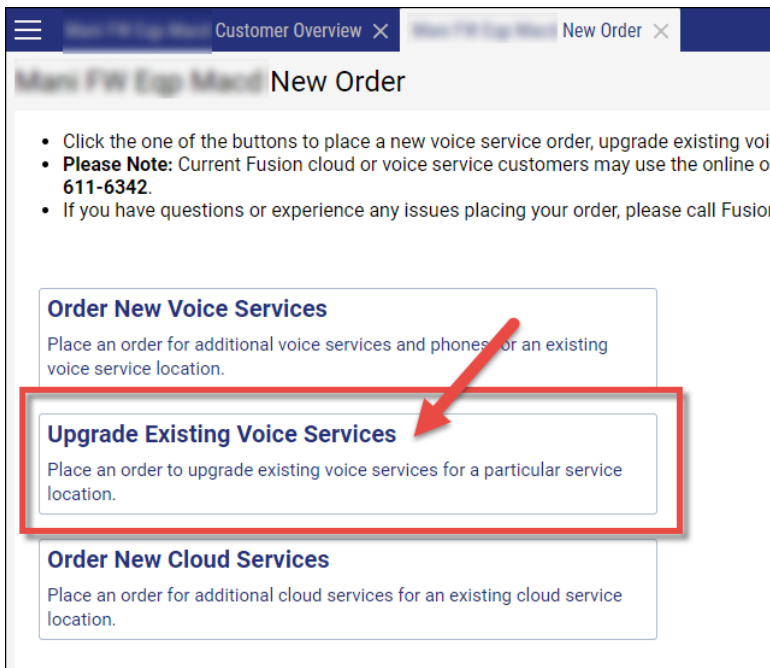 Customer Overview
New Order
New Order
Click the one of the buttons to place a new voice service order, upgrade existing voi
Please Note: Current Fusion cloud or voice service customers may use the online o
611-6342.
If you have questions or experience any issues placing your order, please call Fusion
Order New Voice Services
Place an order for additional voice services and phones for an existing
voice service location.
Upgrade Existing Voice Services
Place an order to upgrade existing voice services for a particular service
location.
Order New Cloud Services
Place an order for additional cloud services for an existing cloud service
location.